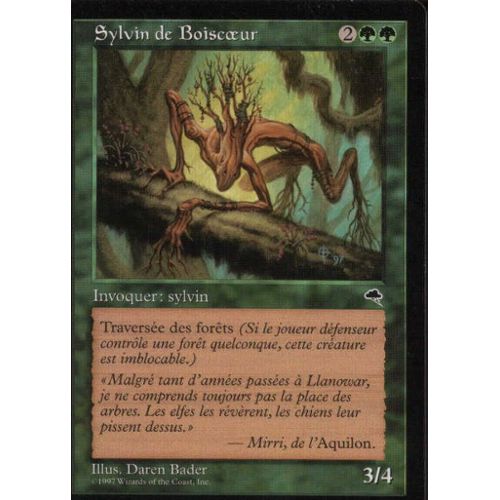 Sylvin de Boiscœur 2
97
Invoquer : sylvin
Traversée des forêts (Si le joueur défenseur
contrôle une forêt quelconque, cette créature
est imblocable.)
«Malgré tant d'années passées à Llanowar,
je ne comprends toujours pas la place des
arbres. Les elfes les révèrent, les chiens leur
pissent dessus.»
— Mirri, de l'Aquilon.
Illus. Daren Bader
© 1997 Wizards of the Coast, Inc.
3/4